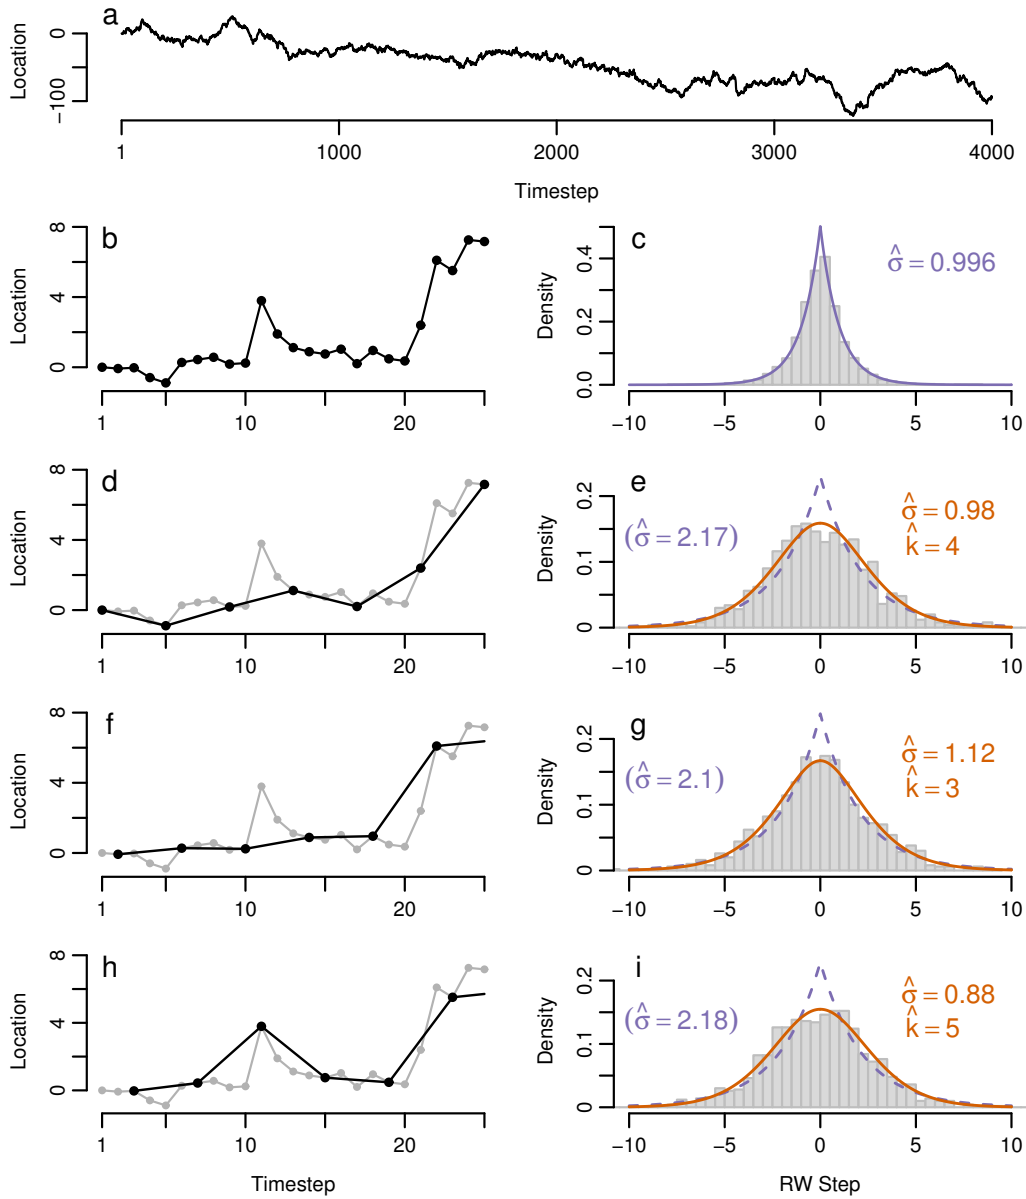 a
Location
0
−100
1
1000
2000
3000
4000
Timestep
b
Location
0
4
8
1
10
20
c
Density
0.0
0.2
0.4
σ̂ = 0.996
−10
−5
0
5
10
d
Location
0
4
8
1
10
20
e
Density
0
0.1
0.2
(σ̂ = 2.17)
σ̂ = 0.98
k̂ = 4
−10
−5
0
5
10
f
Location
0
4
8
1
10
20
g
Density
0
0.1
0.2
(σ̂ = 2.1)
σ̂ = 1.12
k̂ = 3
−10
−5
0
5
10
h
Location
0
4
8
1
10
20
Timestep
i
Density
0
0.1
0.2
(σ̂ = 2.18)
σ̂ = 0.88
k̂ = 5
−10
−5
0
5
10
RW Step